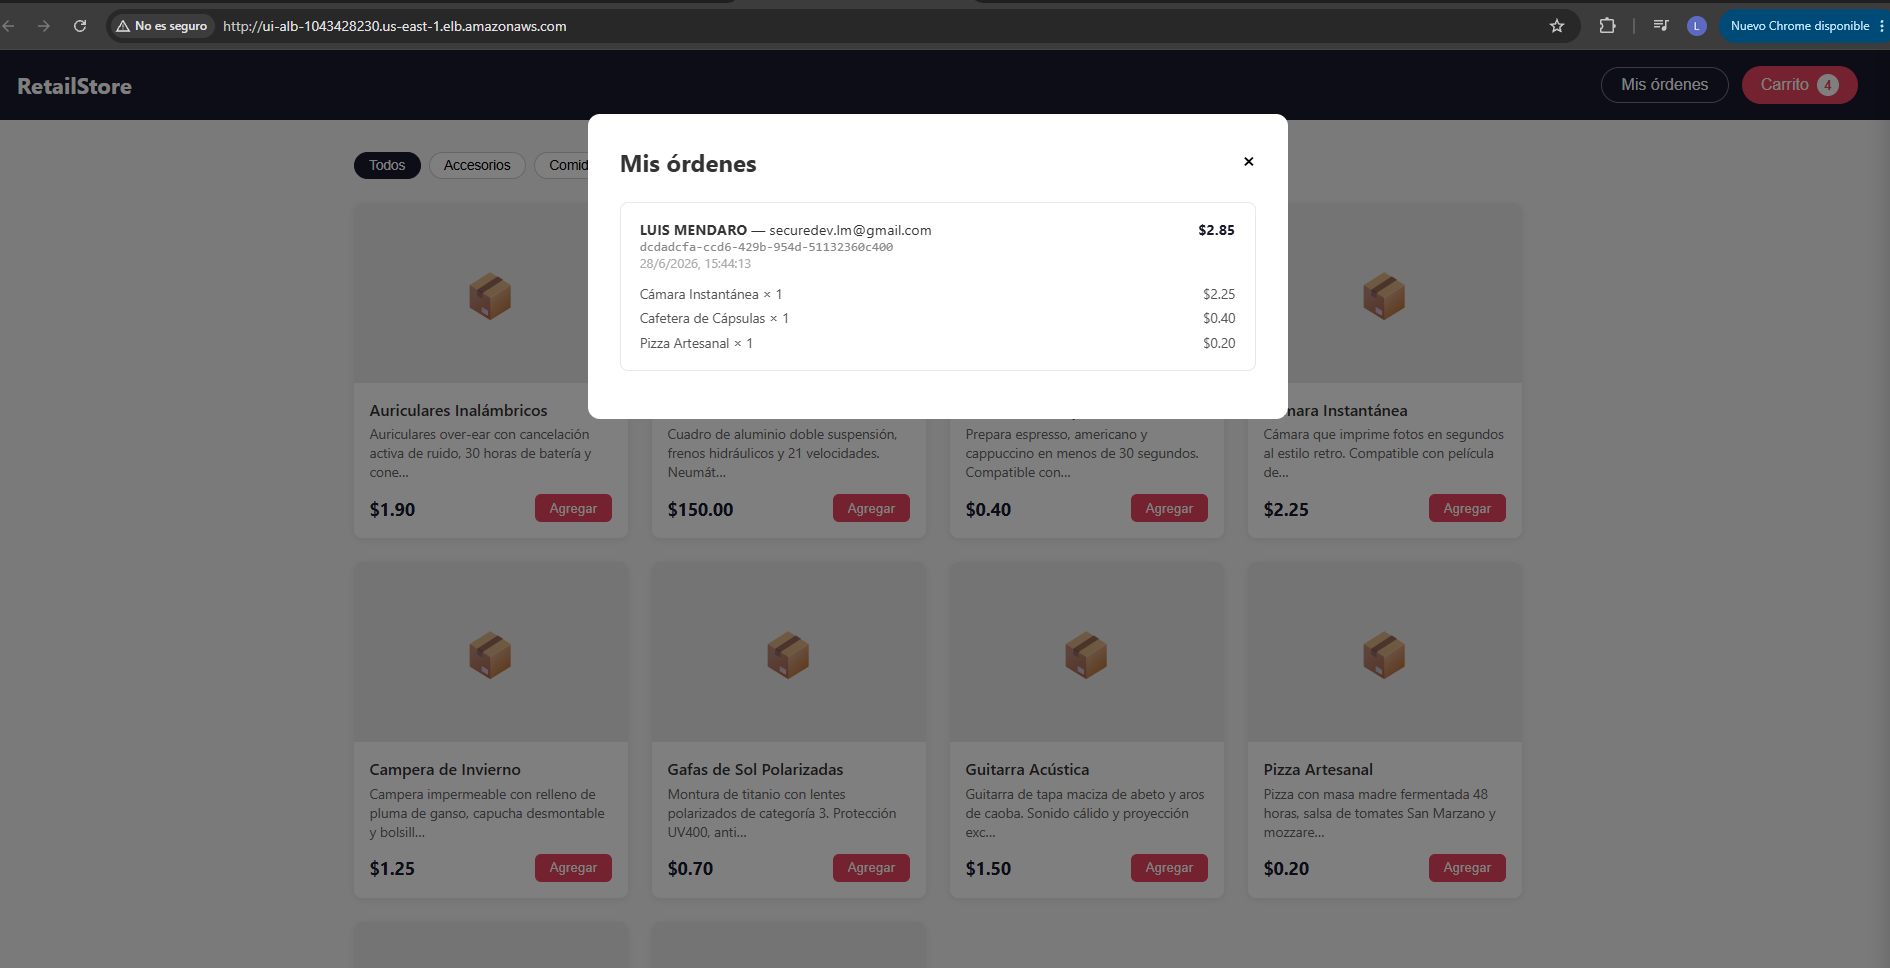 No es seguro
http://ui-alb-1043428230.us-east-1.elb.amazonaws.com
L
Nuevo Chrome disponible
RetailStore
Mis órdenes
Carrito 4
Todos
Accesorios
Mis órdenes
×
LUIS MENDARO — securedev.lm@gmail.com
$2.85
dcdadcfa-ccd6-429b-954d-51132360c400
28/6/2026, 15:44:13
Cámara Instantánea × 1
$2.25
Cafetera de Cápsulas × 1
$0.40
Pizza Artesanal × 1
$0.20
Auriculares Inalámbricos
Auriculares over-ear con cancelación
activa de ruido, 30 horas de batería y
cone...
$1.90
Agregar
Cuadro de aluminio doble suspensión,
frenos hidráulicos y 21 velocidades.
Neumát...
$150.00
Agregar
Prepara espresso, americano y
cappuccino en menos de 30 segundos.
Compatible con...
$0.40
Agregar
Instantánea
Cámara que imprime fotos en segundos
al estilo retro. Compatible con película
de...
$2.25
Agregar
Campera de Invierno
Campera impermeable con relleno de
pluma de ganso, capucha desmontable
y bolsill...
$1.25
Agregar
Gafas de Sol Polarizadas
Montura de titanio con lentes
polarizados de categoría 3. Protección
UV400, anti...
$0.70
Agregar
Guitarra Acústica
Guitarra de tapa maciza de abeto y aros
de caoba. Sonido cálido y proyección
exc...
$1.50
Agregar
Pizza Artesanal
Pizza con masa madre fermentada 48
horas, salsa de tomates San Marzano y
mozzare...
$0.20
Agregar